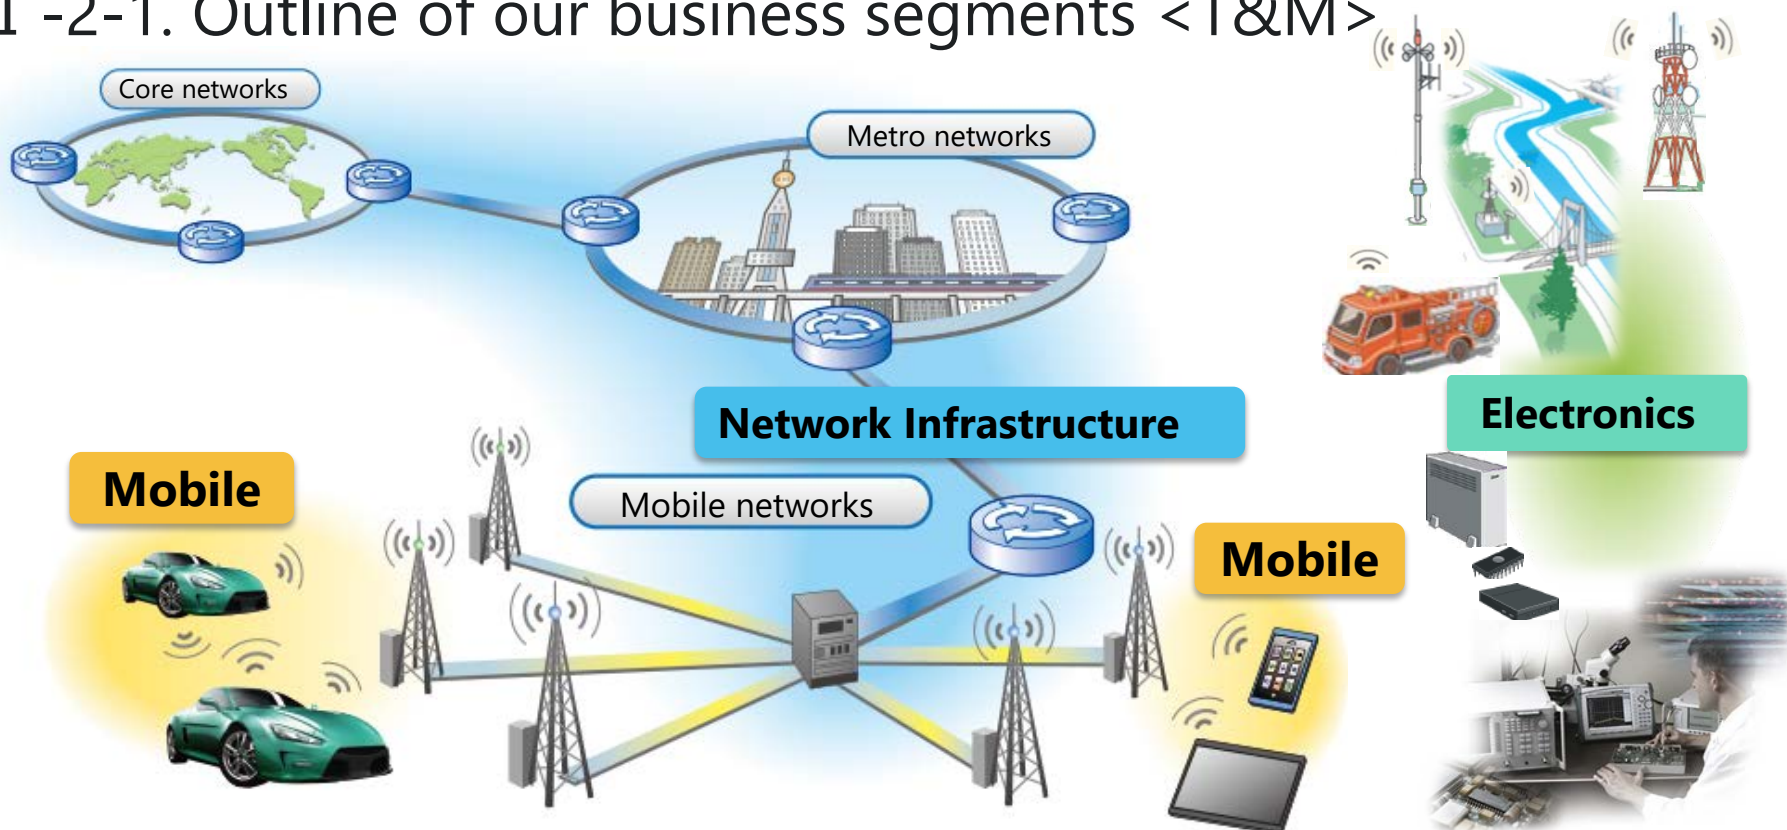 I -2-1. Outline of our business segments <T&M>
Core networks
Metro networks
Network Infrastructure
Electronics
Mobile
Mobile networks
Mobile